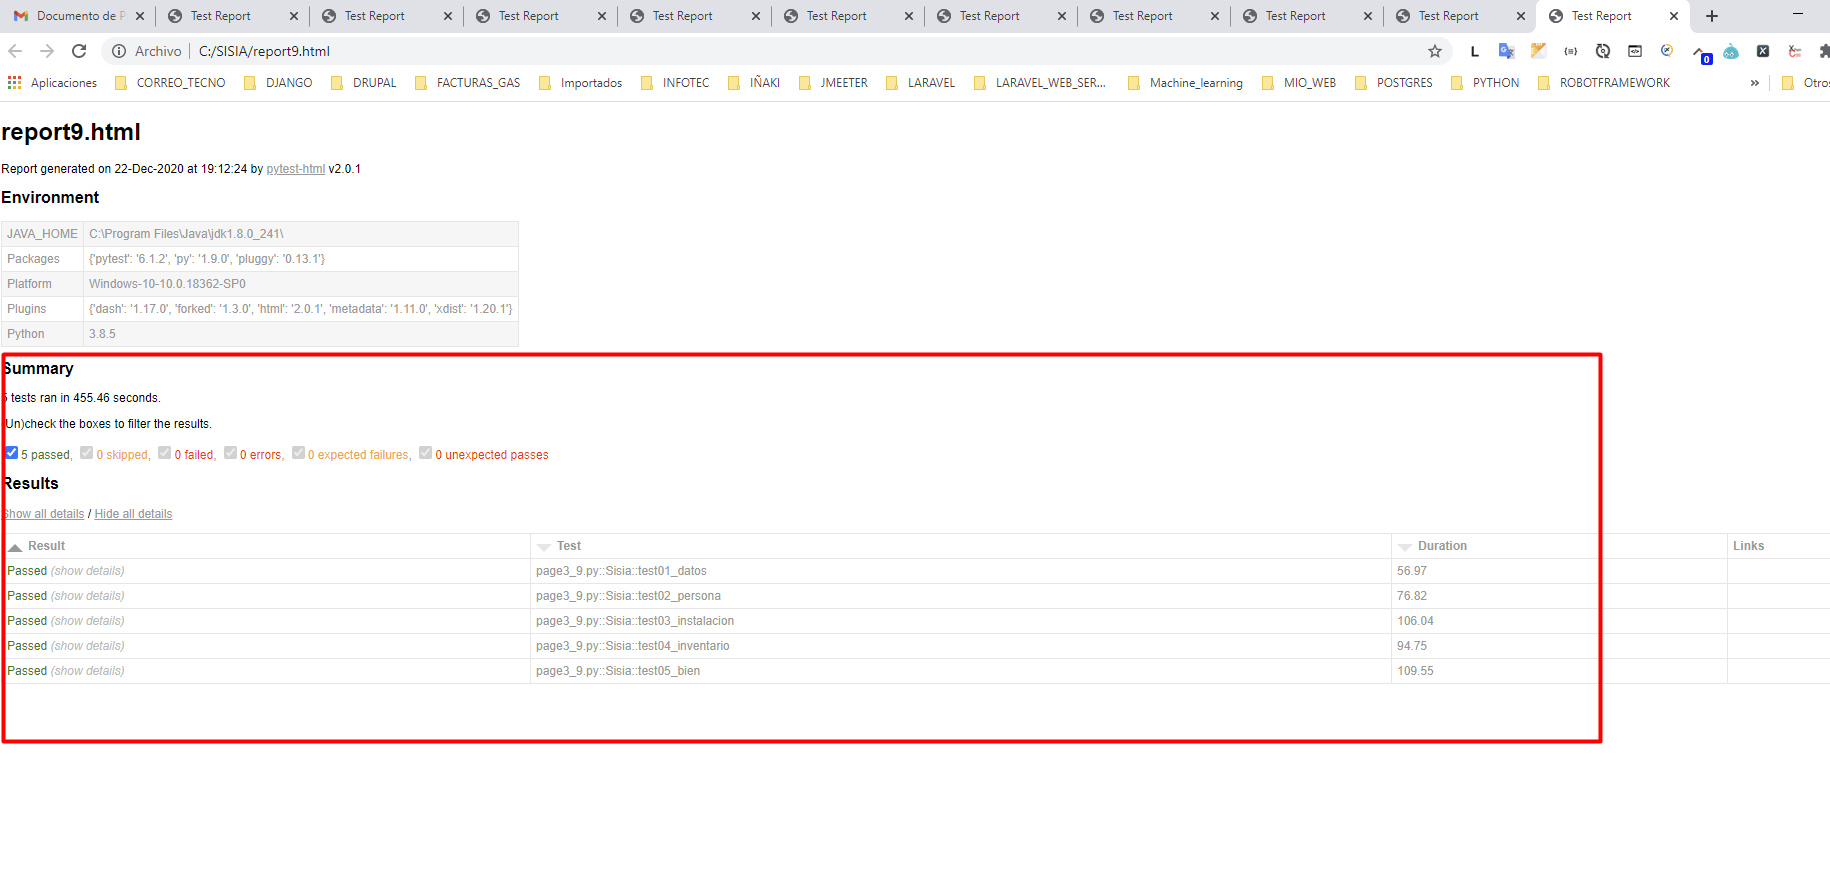 Documento de P
Test Report
Test Report
Test Report
Test Report
Test Report
Test Report
Test Report
Test Report
Test Report
Test Report
Archivo C:/SISIA/report9.html
Aplicaciones CORREO_TECNO DJANGO DRUPAL FACTURAS_GAS Importados INFOTEC IÑAKI JMEETER LARAVEL LARAVEL_WEB_SER... Machine_learning MIO_WEB POSTGRES PYTHON ROBOTFRAMEWORK » Otros
report9.html
Report generated on 22-Dec-2020 at 19:12:24 by pytest-html v2.0.1
Environment
JAVA_HOME C:\Program Files\Java\jdk1.8.0_241\
Packages {'pytest': '6.1.2', 'py': '1.9.0', 'pluggy': '0.13.1'}
Platform Windows-10-10.0.18362-SP0
Plugins {'dash': '1.17.0', 'forked': '1.3.0', 'html': '2.0.1', 'metadata': '1.11.0', 'xdist': '1.20.1'}
Python 3.8.5
Summary
5 tests ran in 455.46 seconds.
(Un)check the boxes to filter the results.
5 passed, 0 skipped, 0 failed, 0 errors, 0 expected failures, 0 unexpected passes
Results
Show all details / Hide all details
Result Test Duration Links
Passed (show details) page3_9.py::Sisia::test01_datos 56.97
Passed (show details) page3_9.py::Sisia::test02_persona 76.82
Passed (show details) page3_9.py::Sisia::test03_instalacion 106.04
Passed (show details) page3_9.py::Sisia::test04_inventario 94.75
Passed (show details) page3_9.py::Sisia::test05_bien 109.55